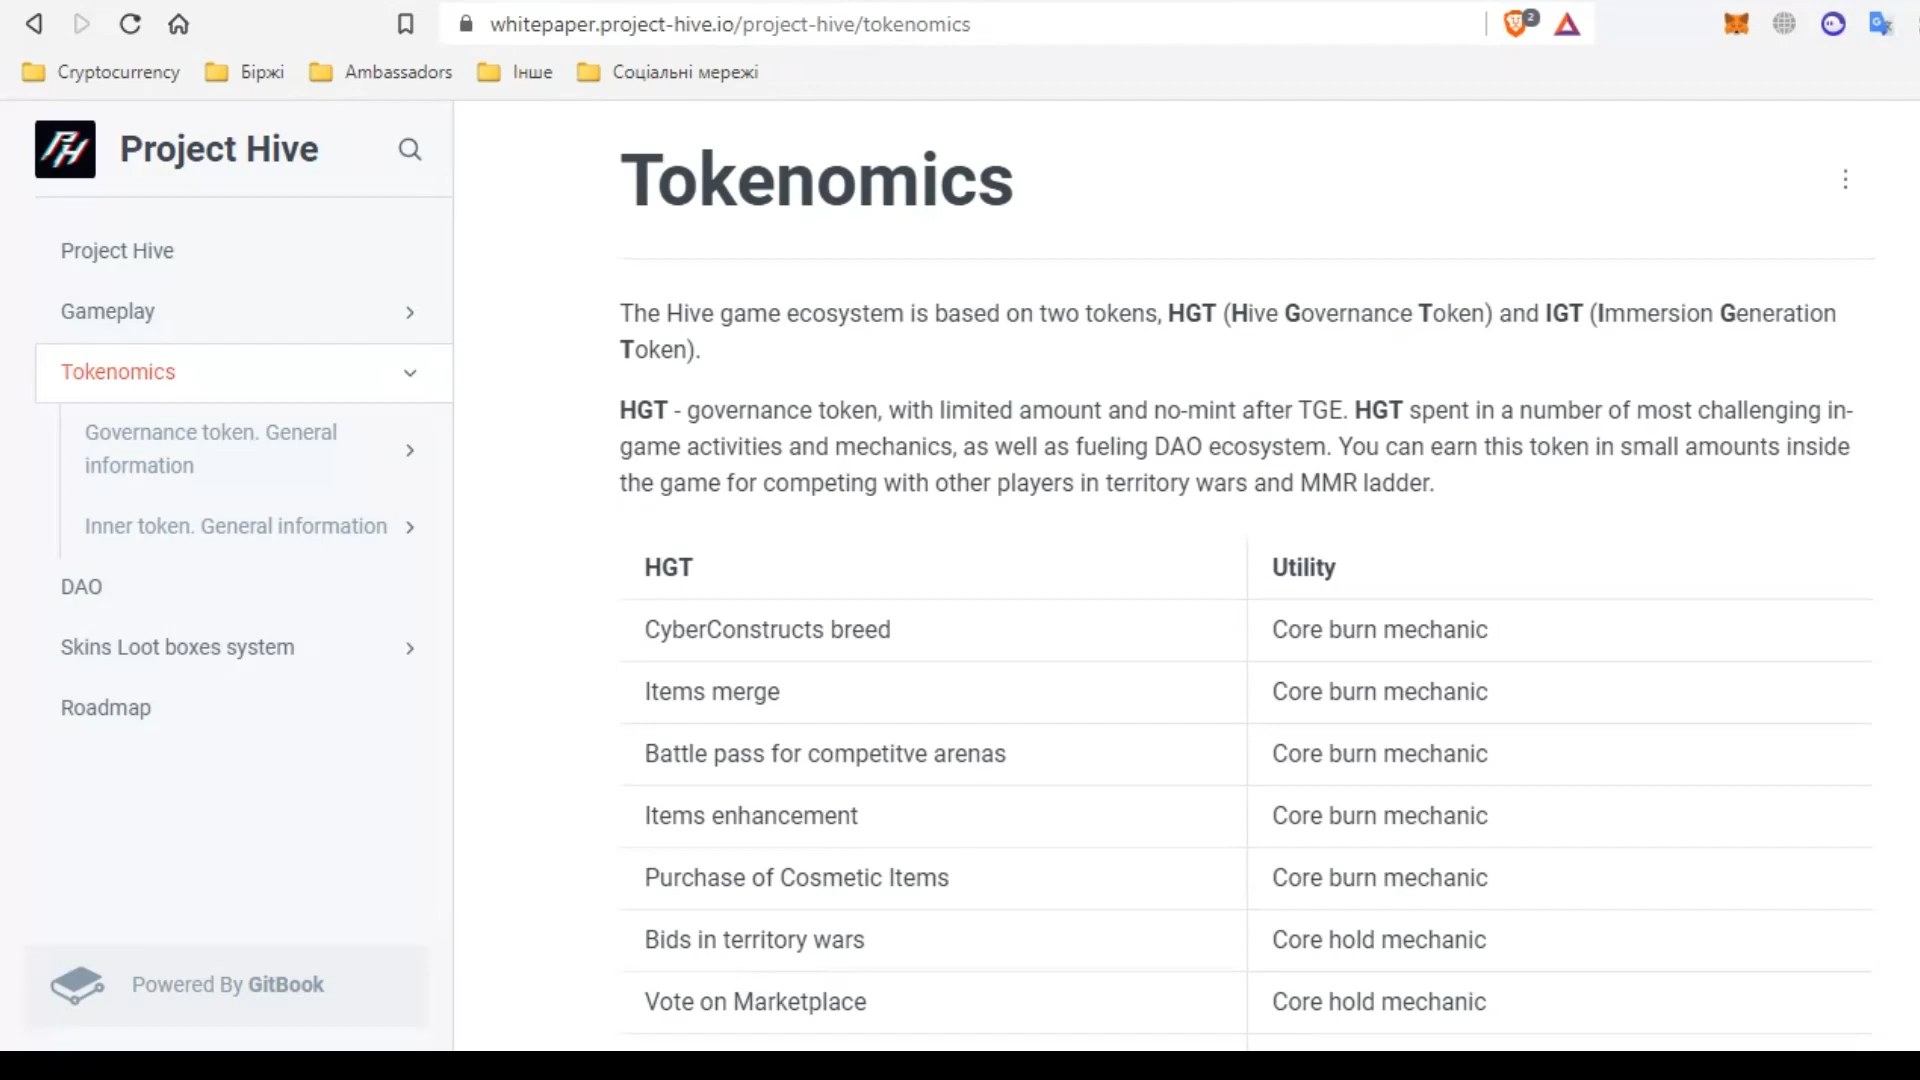 whitepaper.project-hive.io/project-hive/tokenomics
2
Cryptocurrency
Біржі
Ambassadors
Інше
Соціальні мережі
PH
Project Hive
Project Hive
Gameplay
Tokenomics
Governance token. General
information
Inner token. General information
DAO
Skins Loot boxes system
Roadmap
Powered By GitBook
Tokenomics
The Hive game ecosystem is based on two tokens, HGT (Hive Governance Token) and IGT (Immersion Generation
Token).
HGT - governance token, with limited amount and no-mint after TGE. HGT spent in a number of most challenging in-
game activities and mechanics, as well as fueling DAO ecosystem. You can earn this token in small amounts inside
the game for competing with other players in territory wars and MMR ladder.
HGT Utility
CyberConstructs breed Core burn mechanic
Items merge Core burn mechanic
Battle pass for competitve arenas Core burn mechanic
Items enhancement Core burn mechanic
Purchase of Cosmetic Items Core burn mechanic
Bids in territory wars Core hold mechanic
Vote on Marketplace Core hold mechanic